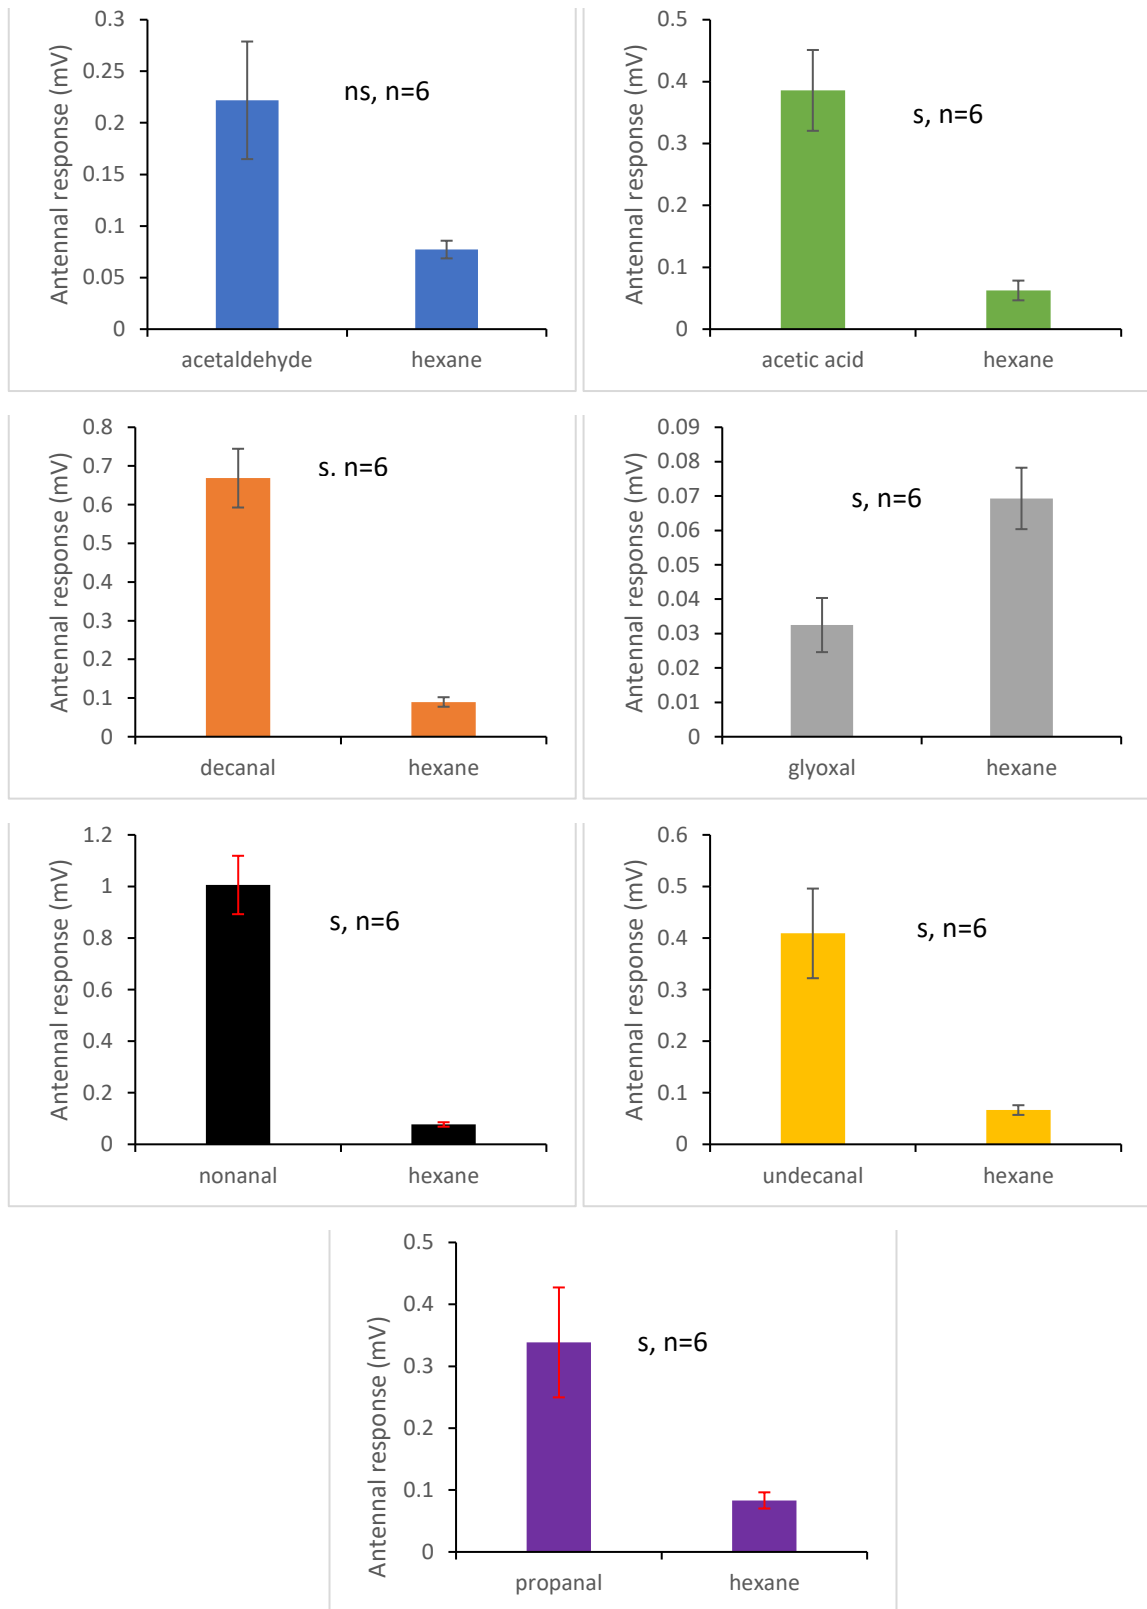 Antennal response (mV)
0.3
0.25
0.2
0.15
0.1
0.05
0
ns, n=6
acetaldehyde hexane
Antennal response (mV)
0.5
0.4
0.3
0.2
0.1
0
s, n=6
acetic acid hexane
Antennal response (mV)
0.8
0.7
0.6
0.5
0.4
0.3
0.2
0.1
0
s. n=6
decanal hexane
Antennal response (mV)
0.09
0.08
0.07
0.06
0.05
0.04
0.03
0.02
0.01
0
s, n=6
glyoxal hexane
Antennal response (mV)
1.2
1
0.8
0.6
0.4
0.2
0
s, n=6
nonanal hexane
Antennal response (mV)
0.6
0.5
0.4
0.3
0.2
0.1
0
s, n=6
undecanal hexane
Antennal response (mV)
0.5
0.4
0.3
0.2
0.1
0
s, n=6
propanal hexane